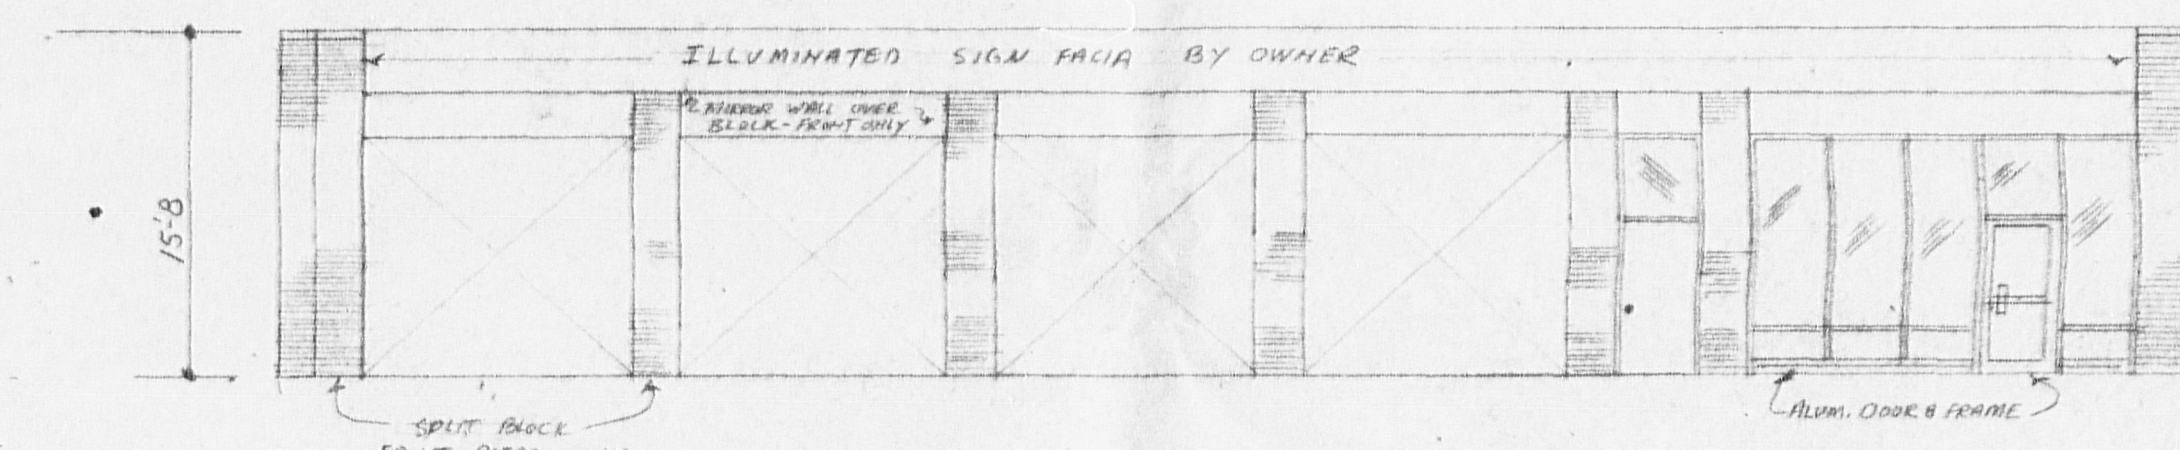 ILLUMINATED SIGN FACIA BY OWNER
MIRROR WALL OVER
BLOCK-FRONT ONLY
15'-8
SPLIT BLOCK
ALUM. DOOR & FRAME